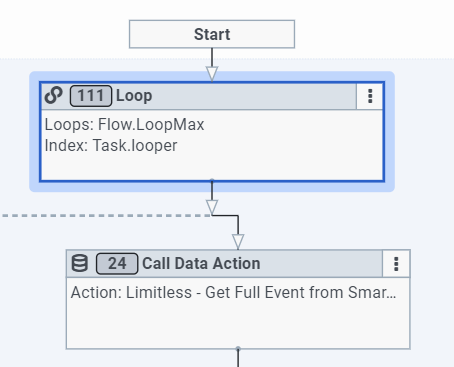 Start
111 Loop
Loops: Flow.LoopMax
Index: Task.looper
24 Call Data Action
Action: Limitless - Get Full Event from Smar...